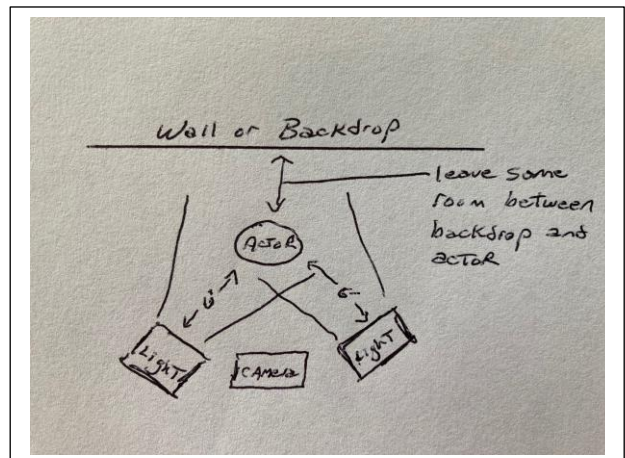 Wall or Backdrop
leave some
room between
backdrop and
actor
Actor
Light
Camera
Light